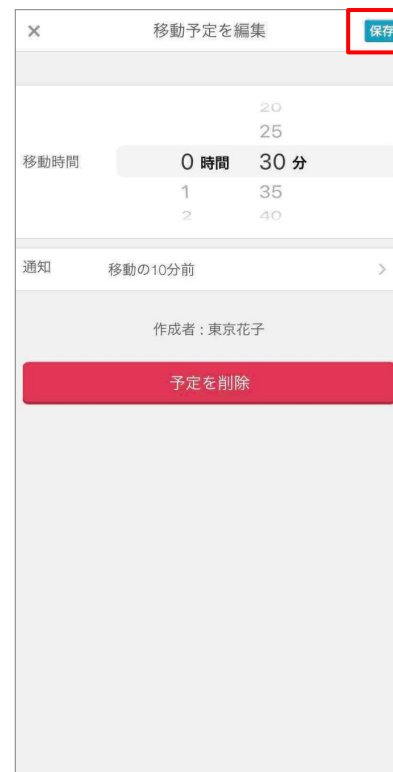 × 移動予定を編集 保存
20
25
移動時間 0 時間 30 分
1 35
2 40
通知 移動の10分前 >
作成者：東京花子
予定を削除